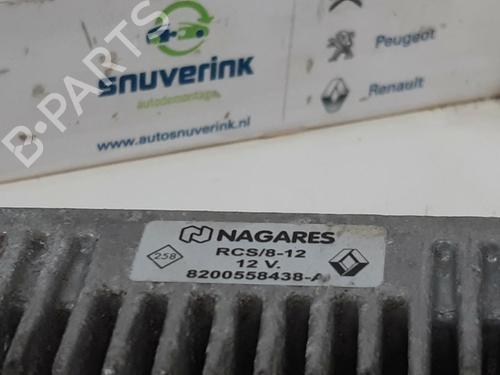 Snuverink
autodemontage
www.autosnuverink.nl
Peugeot
Renault
B-PARTS
NAGARES
258
RCS/8-12
12 V.
8200558438-A